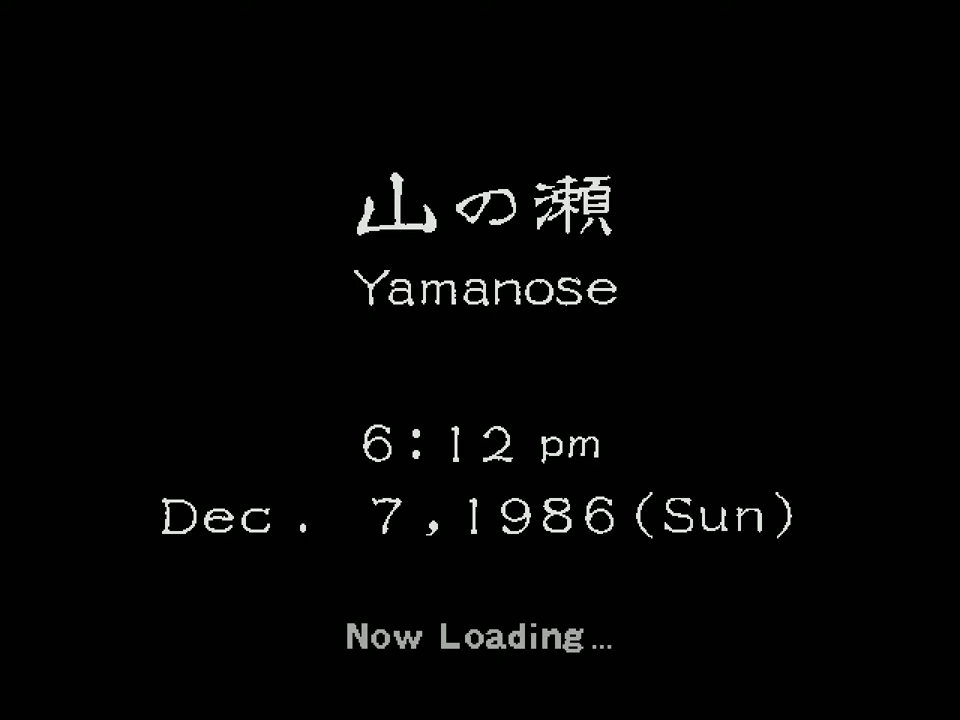 山の瀬
Yamanose
6:12 pm
Dec. 7,1986(Sun)
Now Loading...